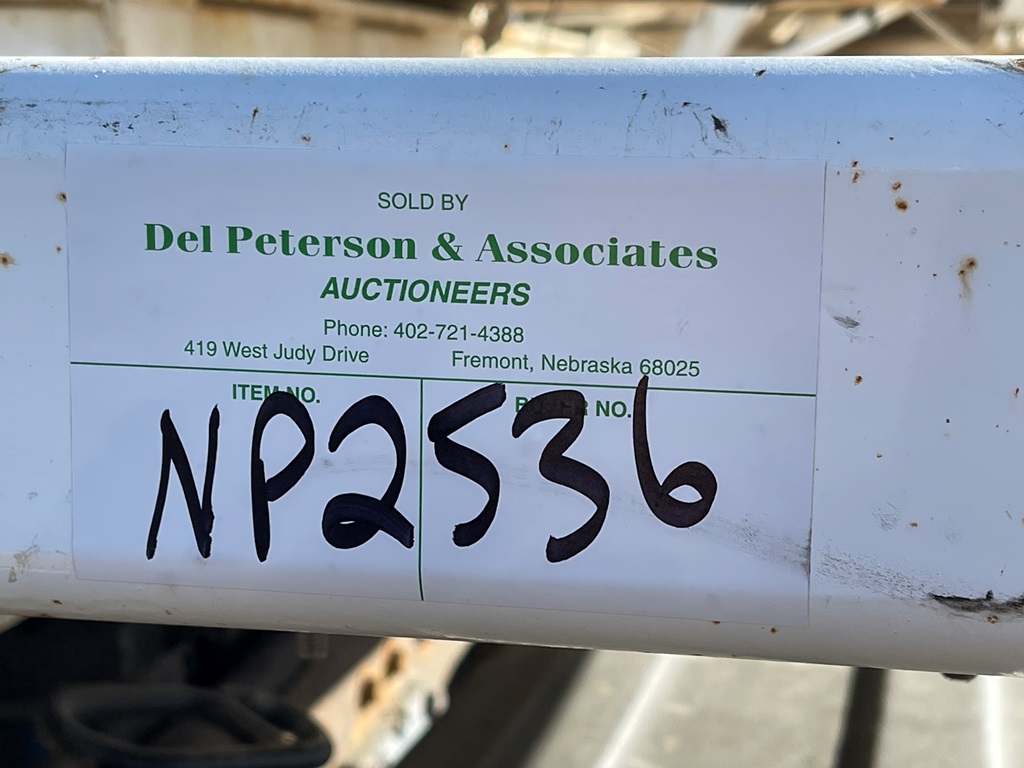 SOLD BY
Del Peterson & Associates
AUCTIONEERS
Phone: 402-721-4388
419 West Judy Drive Fremont, Nebraska 68025
ITEM NO. BUYER NO.
NP2536